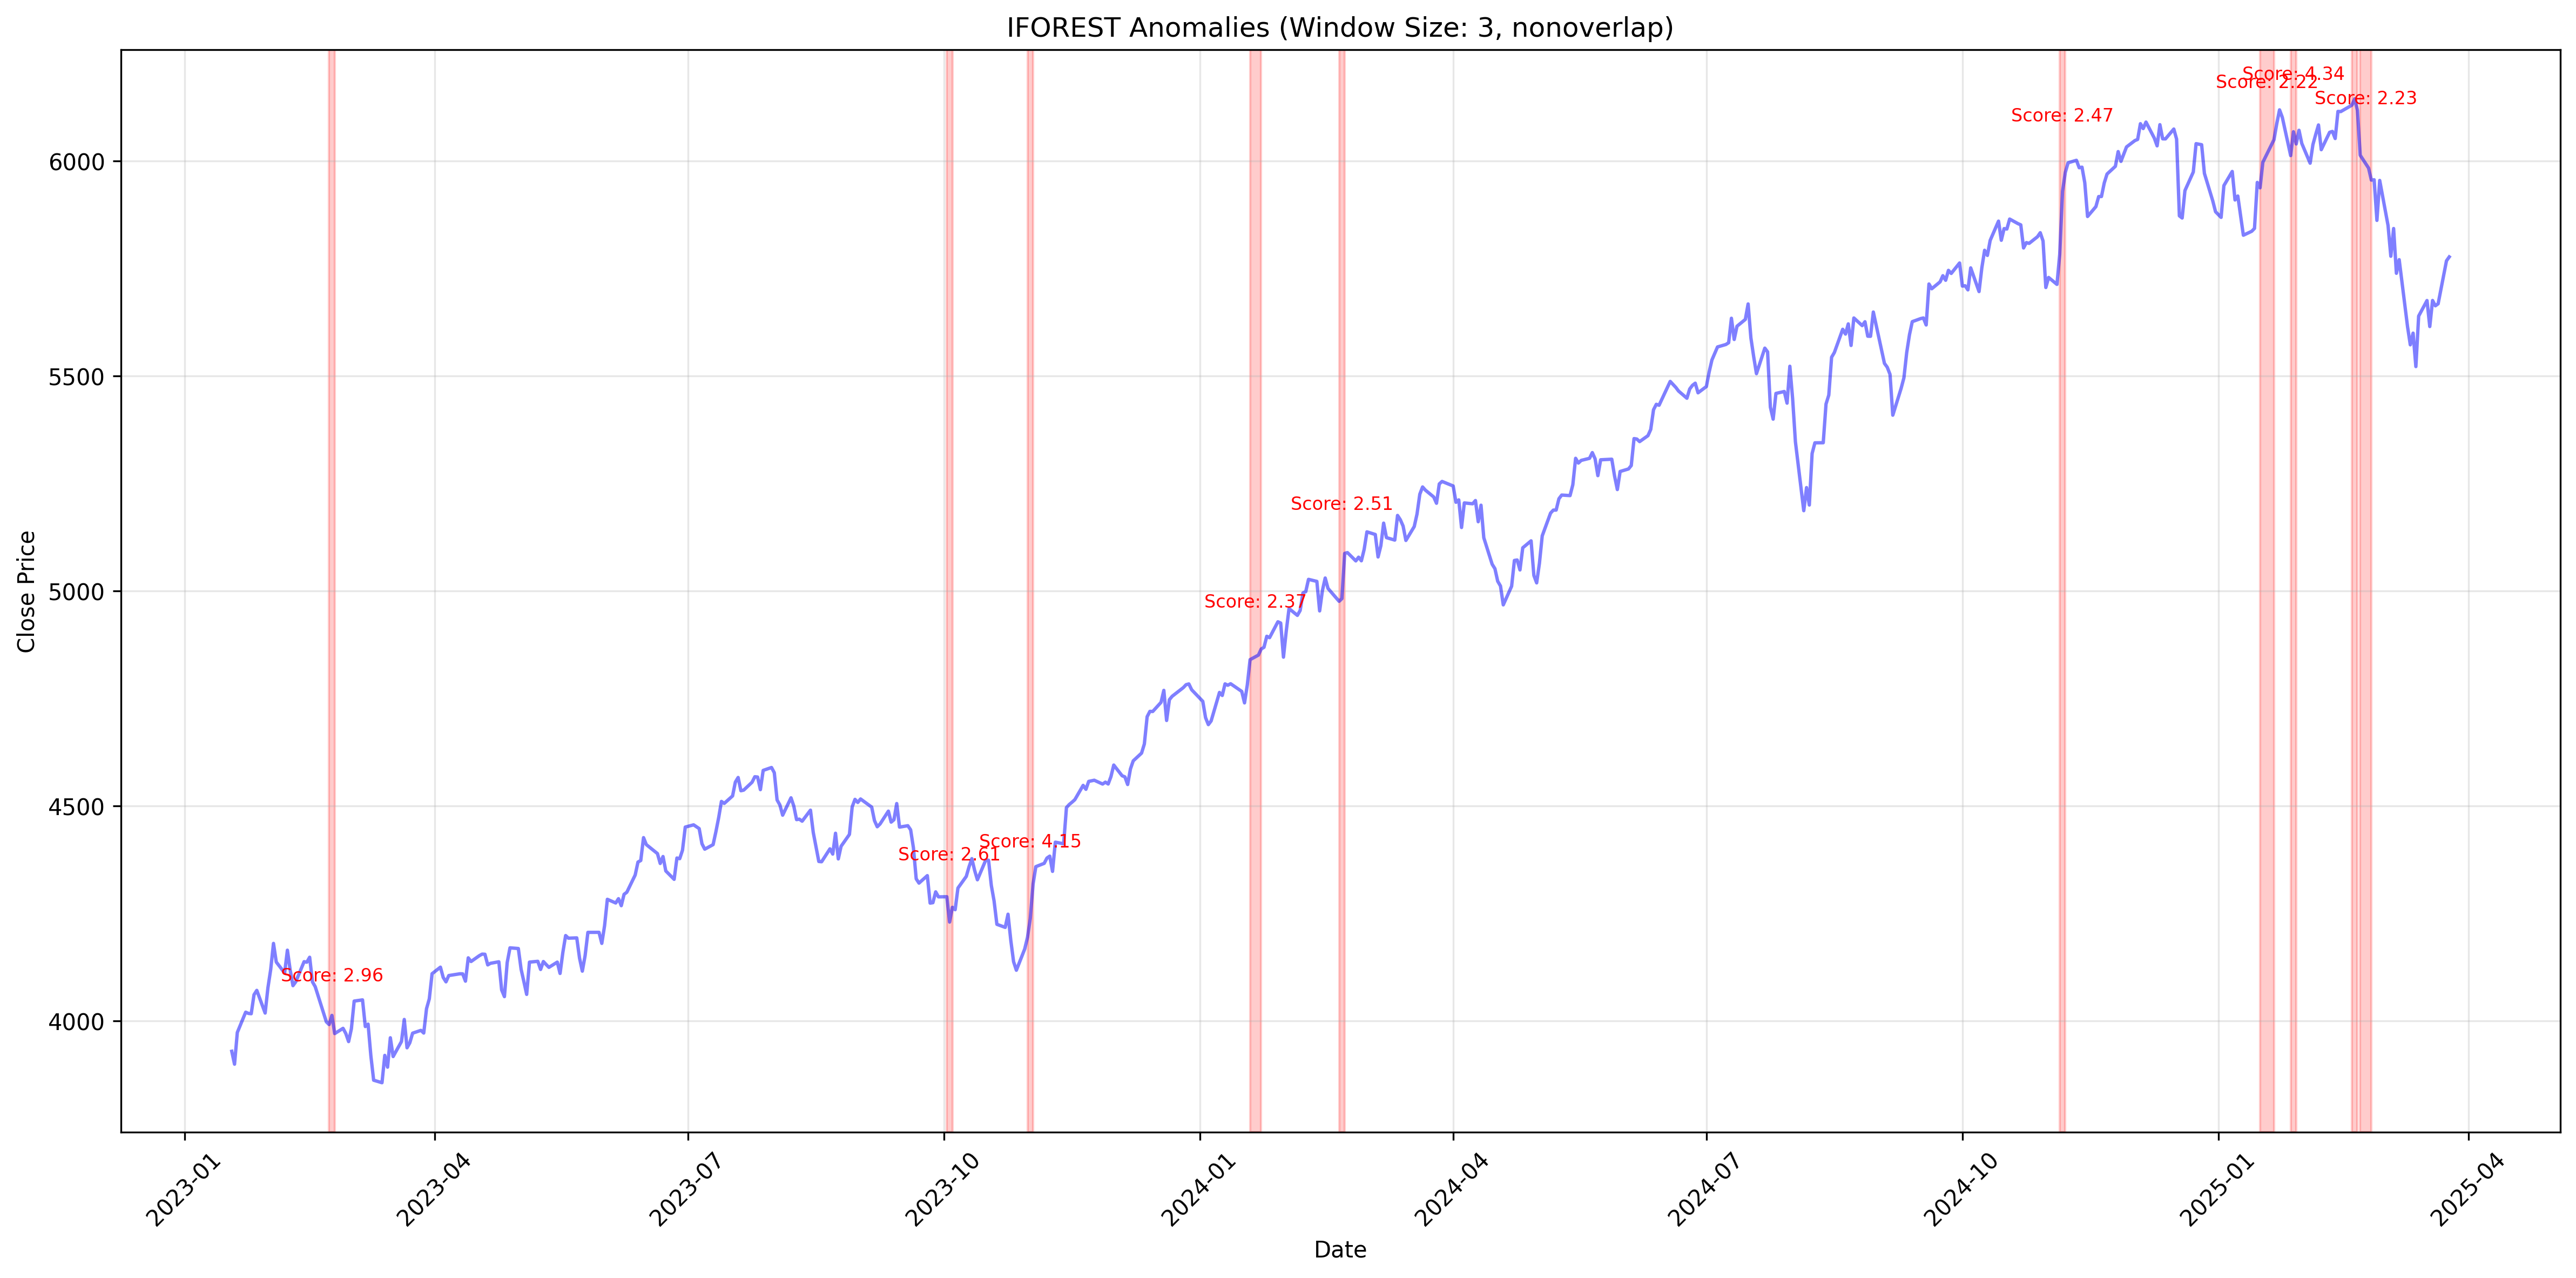 IFOREST Anomalies (Window Size: 3, nonoverlap)
Score: 4.34
Score: 2.22
Score: 2.23
Score: 2.47
6000
5500
Score: 2.51
5000
Score: 2.37
Close Price
4500
Score: 4.15
Score: 2.61
Score: 2.96
4000
2023-01
2023-04
2023-07
2023-10
2024-01
2024-04
2024-07
2024-10
2025-01
2025-04
Date